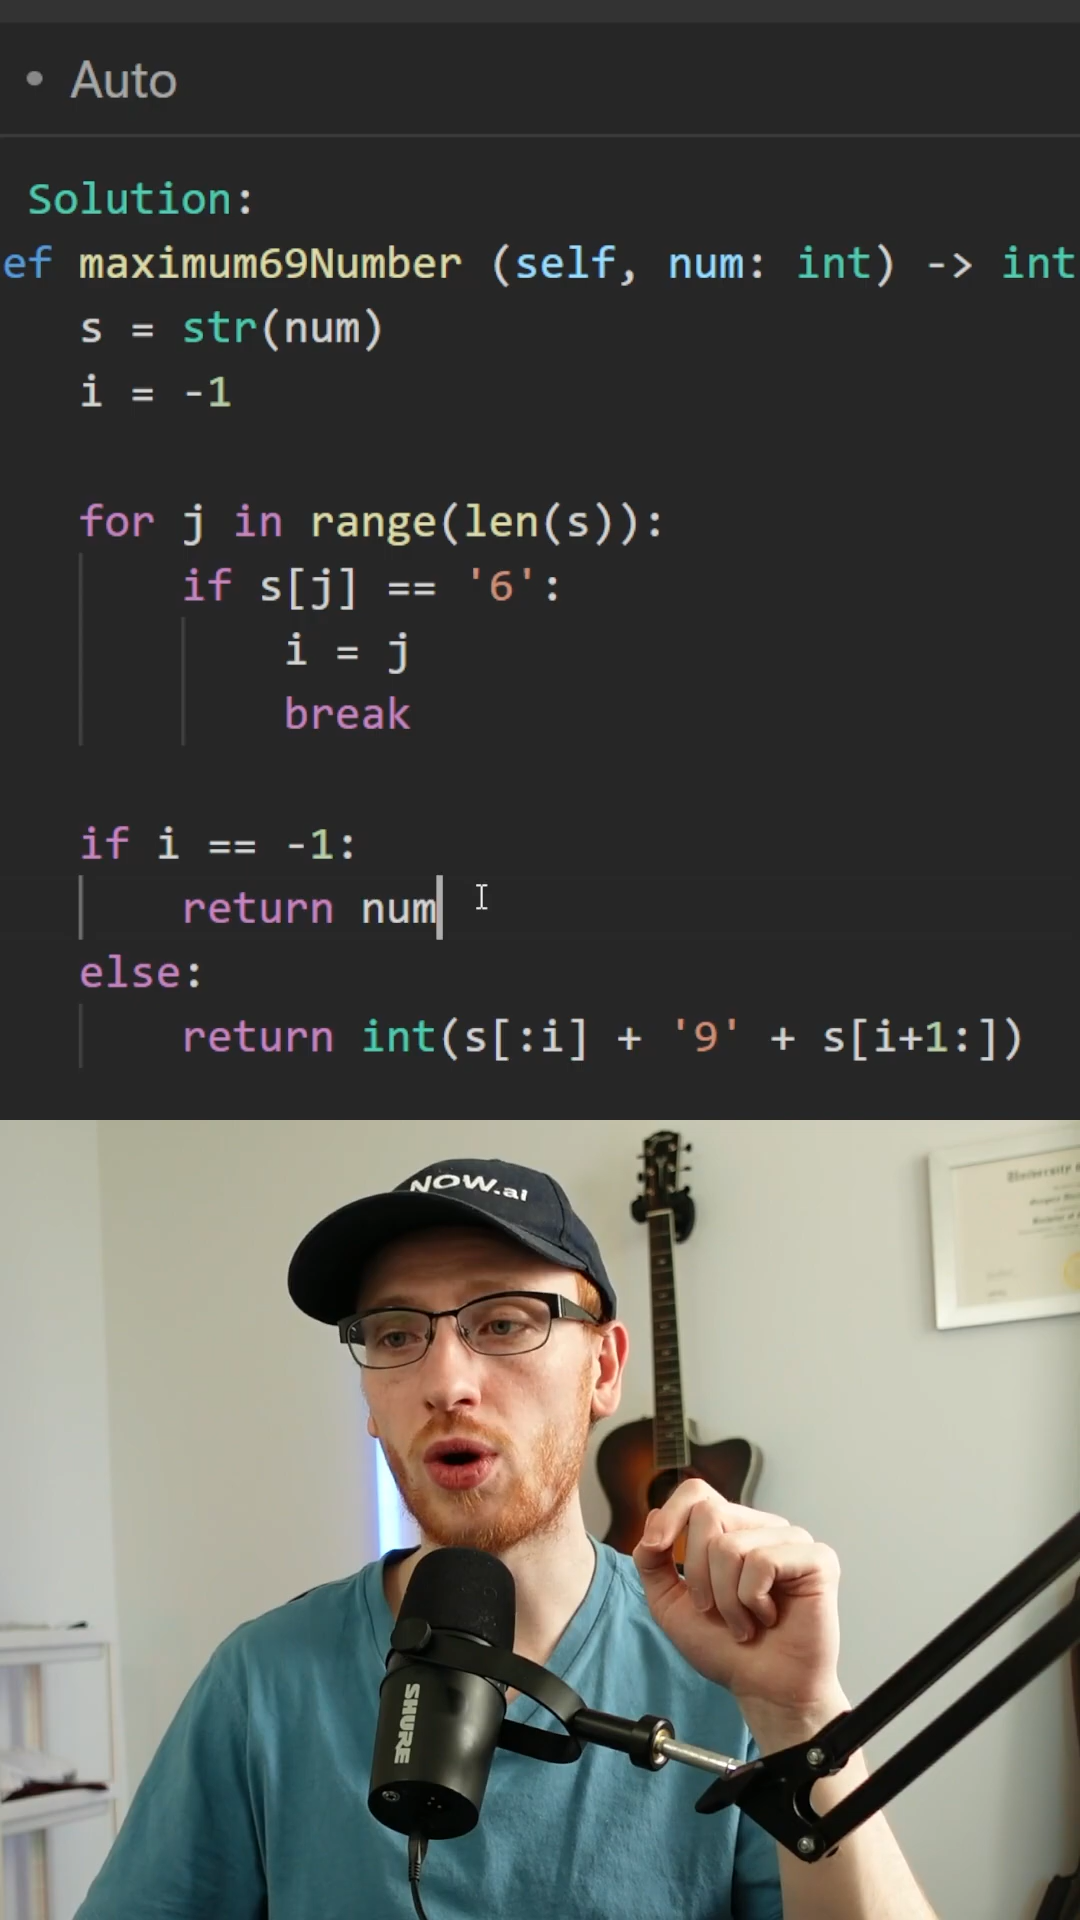 • Auto
Solution:
ef maximum69Number (self, num: int) -> int
s = str(num)
i = -1
for j in range(len(s)):
if s[j] == '6':
i = j
break
if i == -1:
return num
else:
return int(s[:i] + '9' + s[i+1:])
NOW.ai
University
SHURE